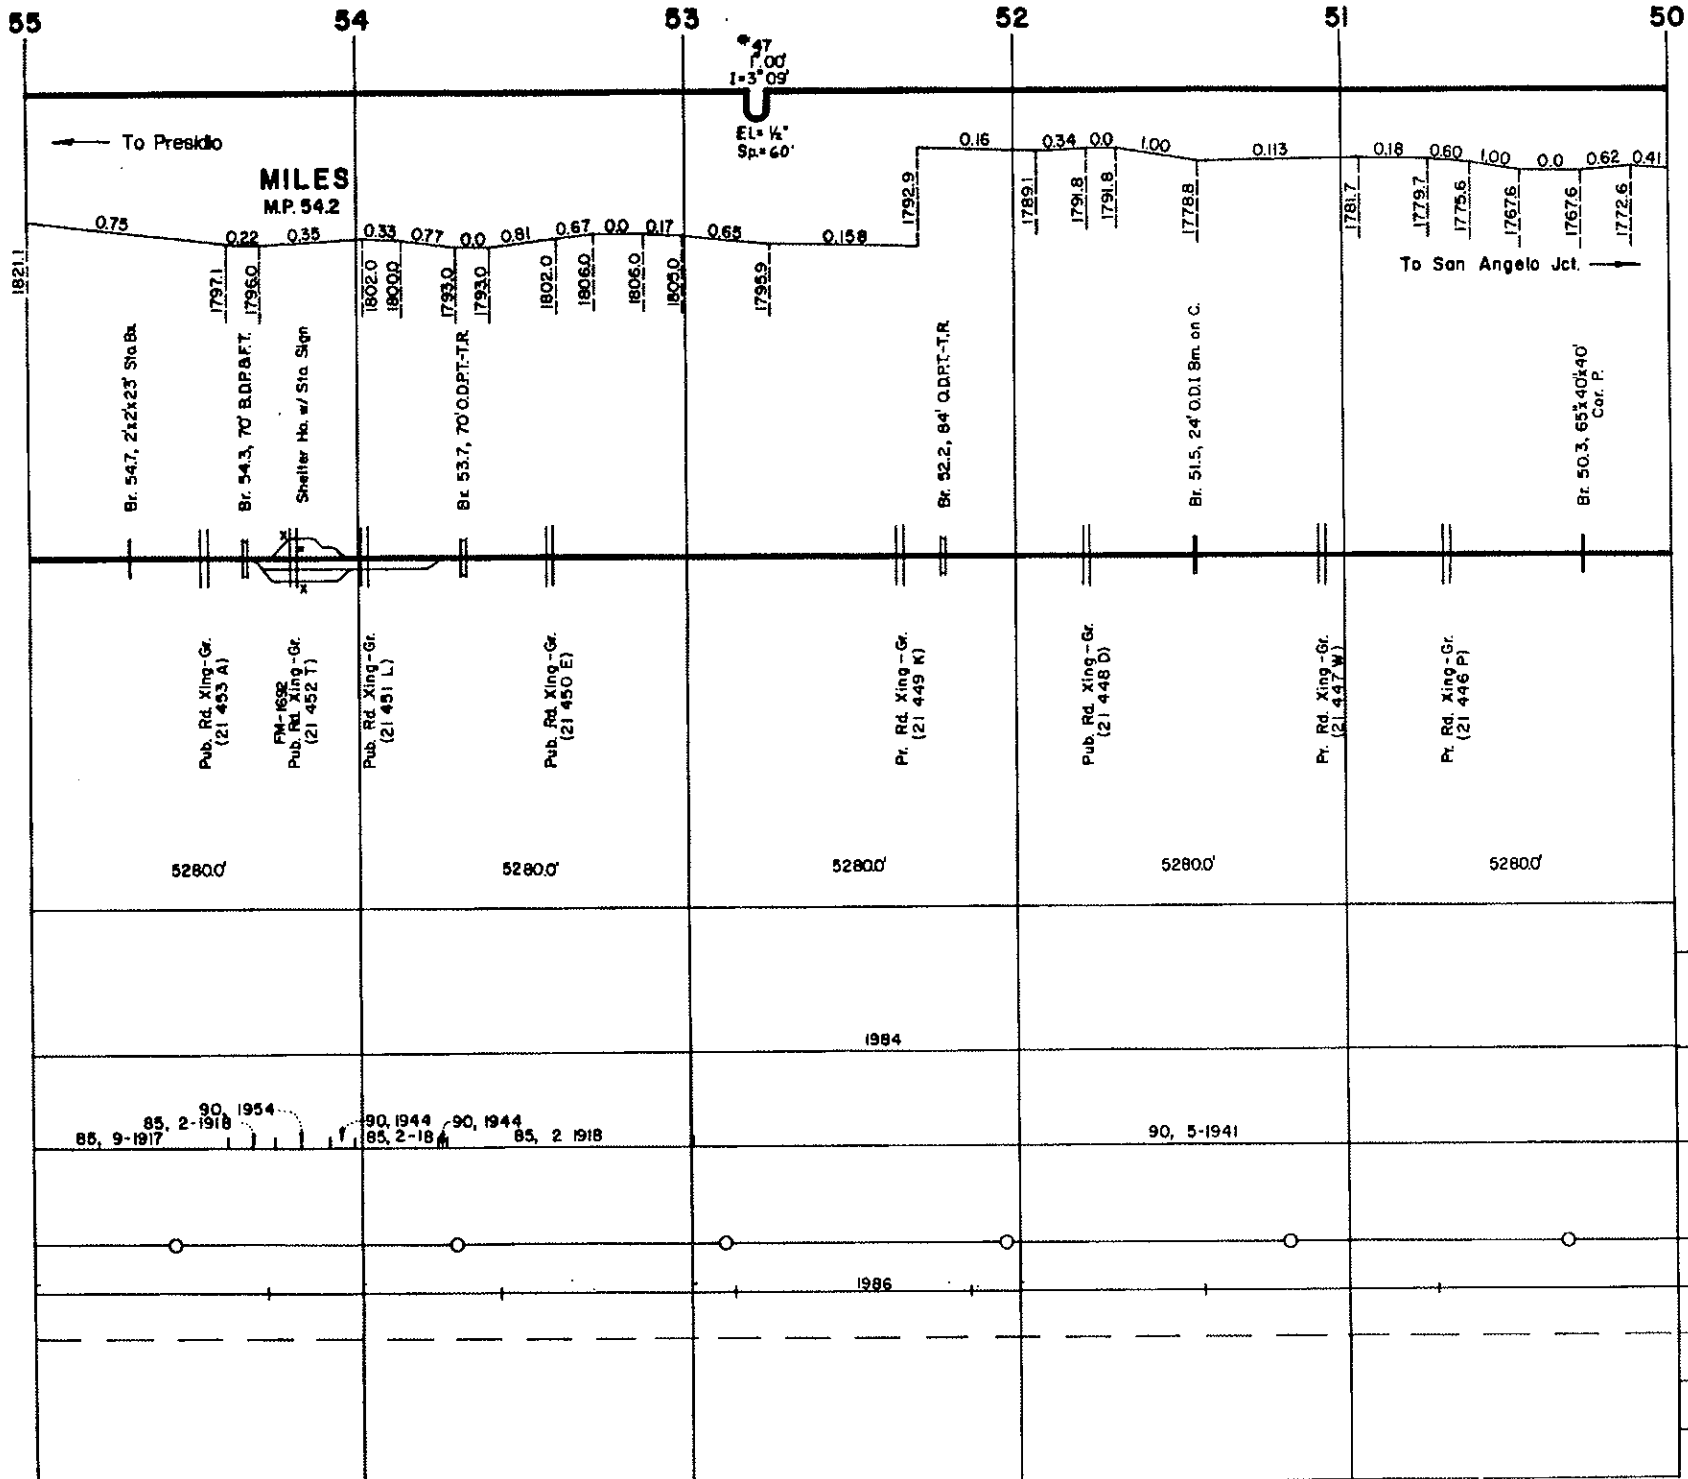 55 54 53 52 51 50
#47
1°.00'
I=3°09'
El.= ½"
Sp.= 60'
To Presidio
MILES
M.P. 54.2
To San Angelo Jct.
0.75 0.22 0.35 0.33 0.77 0.0 0.81 0.67 0.0 0.17 0.65 0.158 0.16 0.34 0.0 1.00 0.113 0.18 0.60 1.00 0.0 0.62 0.41
1821.1 1797.1 1796.0 1802.0 1800.0 1793.0 1793.0 1802.0 1806.0 1806.0 1805.0 1795.9 1792.9 1789.1 1791.8 1791.8 1778.8 1781.7 1779.7 1775.6 1767.6 1767.6 1772.6
Br. 54.7, 2'x2'x23' Sta Bx.
Br. 54.3, 70' B.D.P.&F.T.
Shelter Ho. w/ Sta Sign
Br. 53.7, 70' O.D.P.T.-T.R.
Br. 52.2, 84' O.D.P.T.-T.R.
Br. 51.5, 24' O.D.I Bm. on C.
Br. 50.3, 65"x40"x40'
Cor. P.
Pub. Rd. Xing-Gr.
(21 453 A)
FM-1692
Pub. Rd. Xing-Gr.
(21 452 T)
Pub. Rd. Xing-Gr.
(21 451 L)
Pub. Rd. Xing-Gr.
(21 450 E)
Pr. Rd. Xing-Gr.
(21 449 K)
Pub. Rd. Xing-Gr.
(21 448 D)
Pr. Rd. Xing-Gr.
(21 447 W)
Pr. Rd. Xing-Gr.
(21 446 P)
5280.0' 5280.0' 5280.0' 5280.0' 5280.0'
1984
90, 1954
85, 2-1918 90, 1944 90, 1944
85, 9-1917 85, 2-18 85, 2 1918 90, 5-1941
1986